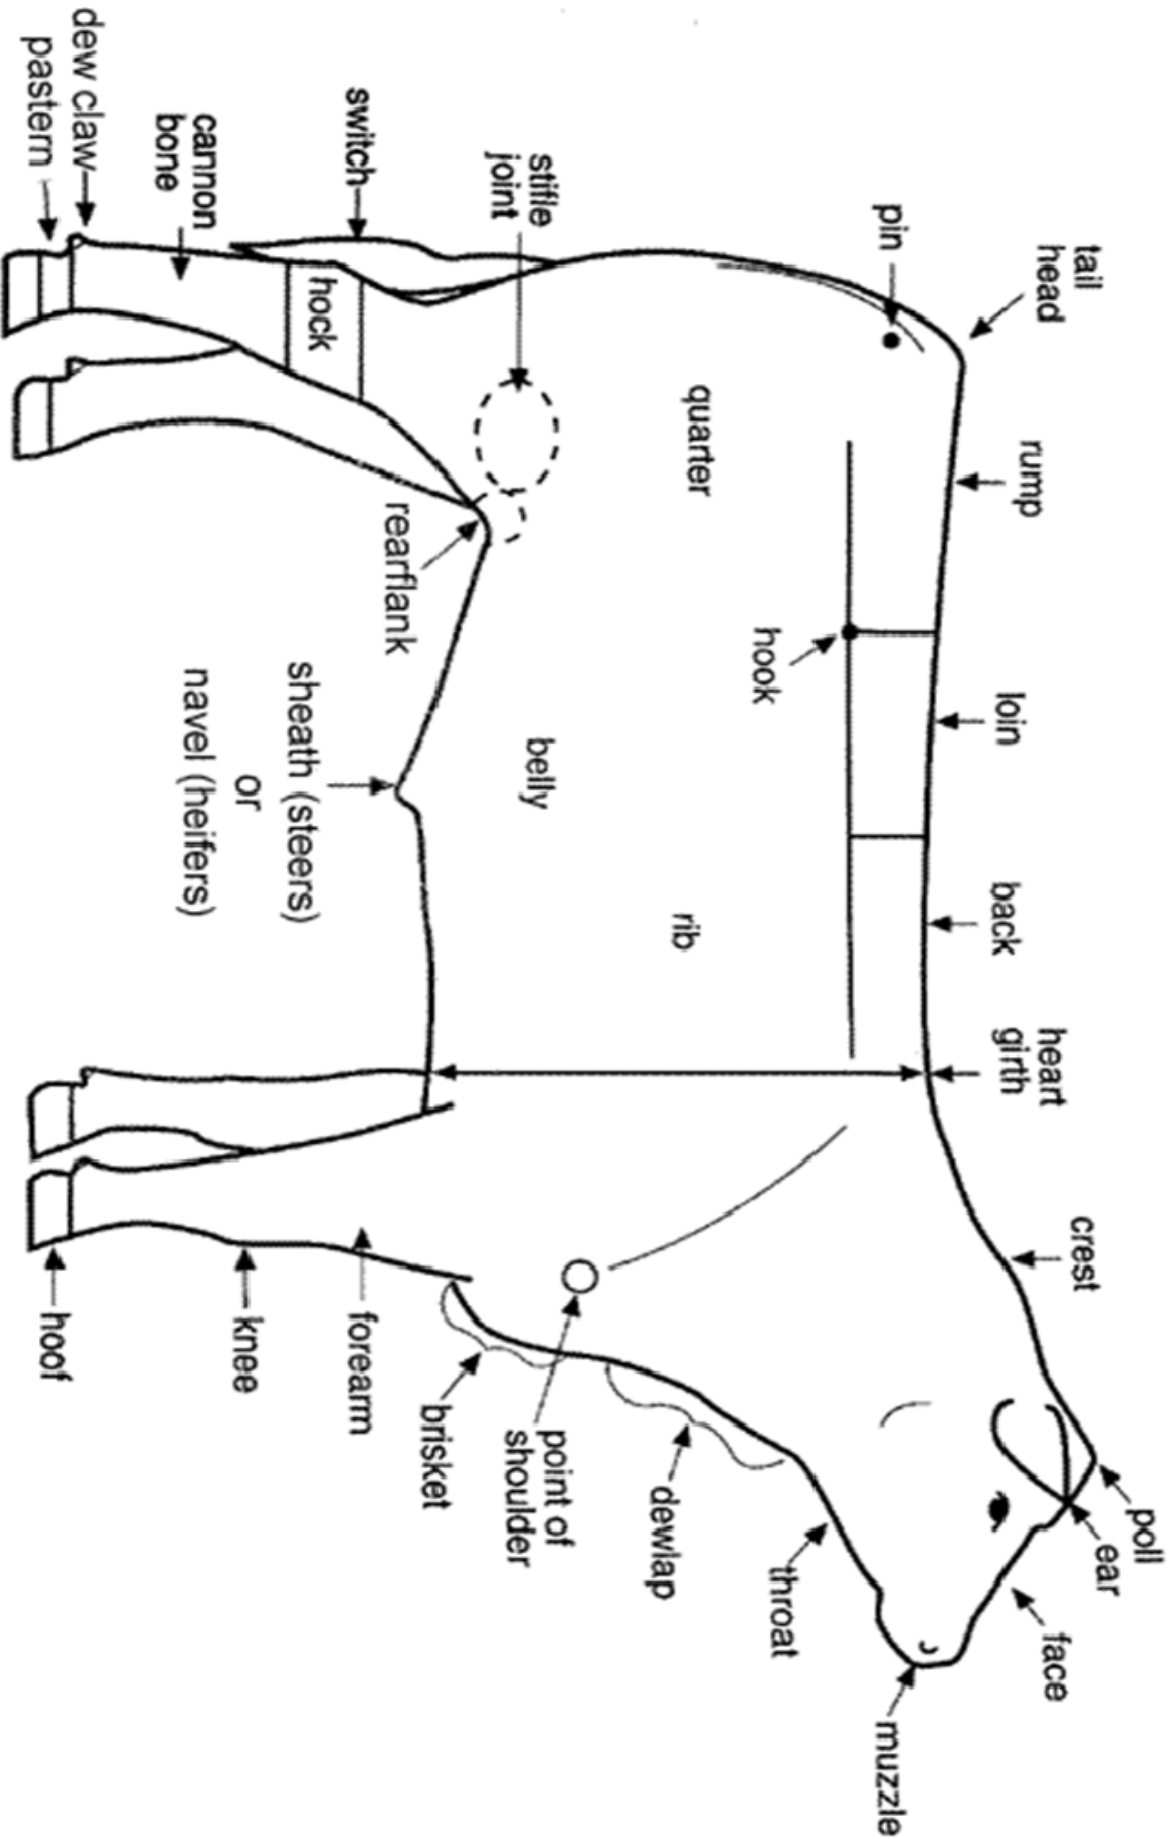 tail
head
rump
loin
back
heart
girth
crest
poll
ear
face
muzzle
throat
dewlap
point of
shoulder
brisket
forearm
knee
hoof
pin
quarter
hook
rib
belly
stifle
joint
switch
hock
rearflank
sheath (steers)
or
navel (heifers)
cannon
bone
dew claw
pastern